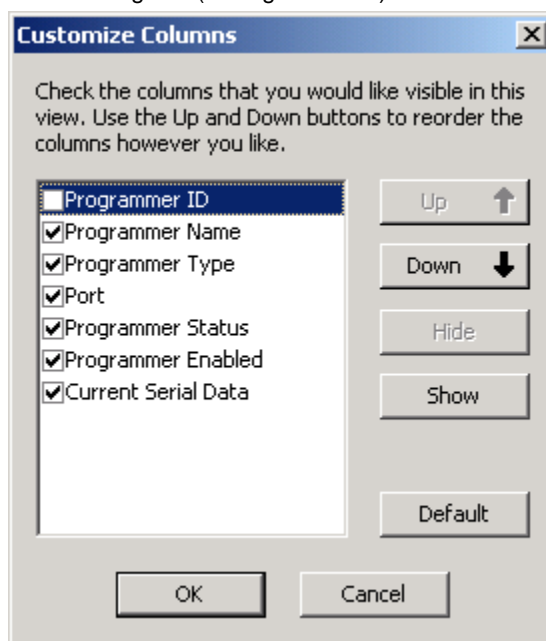 Customize Columns
Check the columns that you would like visible in this
view. Use the Up and Down buttons to reorder the
columns however you like.
Programmer ID
Programmer Name
Programmer Type
Port
Programmer Status
Programmer Enabled
Current Serial Data
Up
Down
Hide
Show
Default
OK
Cancel